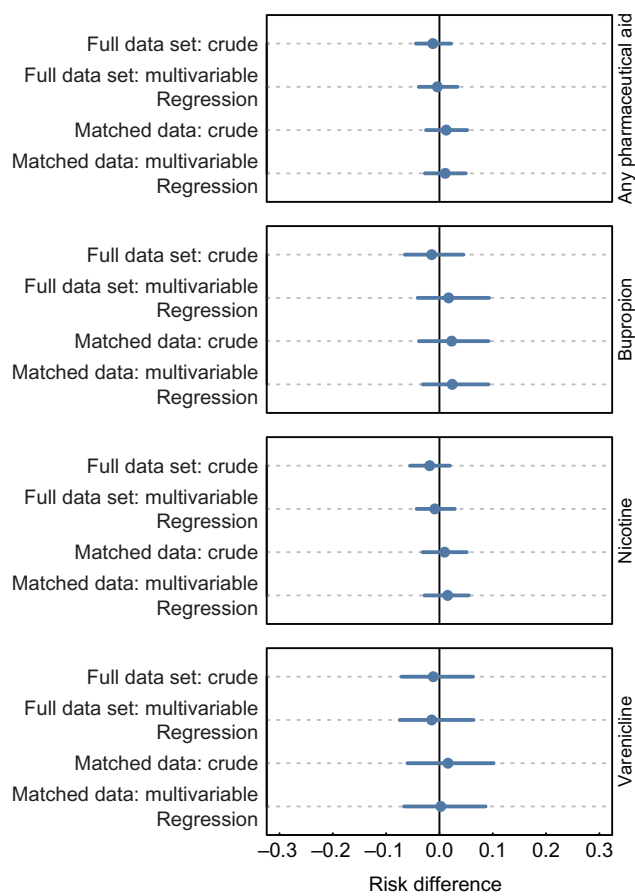 Full data set: crude
Full data set: multivariable
Regression
Matched data: crude
Matched data: multivariable
Regression
Any pharmaceutical aid
Full data set: crude
Full data set: multivariable
Regression
Matched data: crude
Matched data: multivariable
Regression
Bupropion
Full data set: crude
Full data set: multivariable
Regression
Matched data: crude
Matched data: multivariable
Regression
Nicotine
Full data set: crude
Full data set: multivariable
Regression
Matched data: crude
Matched data: multivariable
Regression
Varenicline
–0.3 –0.2 –0.1 0.0 0.1 0.2 0.3
Risk difference